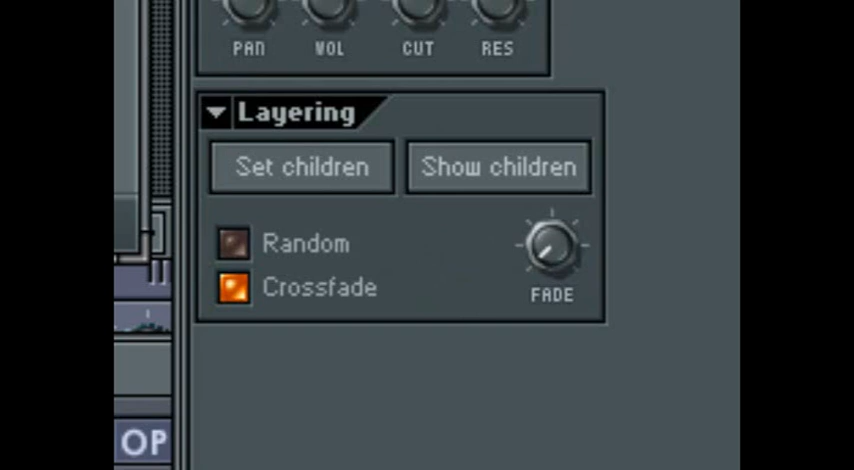 PAN VOL CUT RES
Layering
Set children Show children
Random
Crossfade
FADE
OP